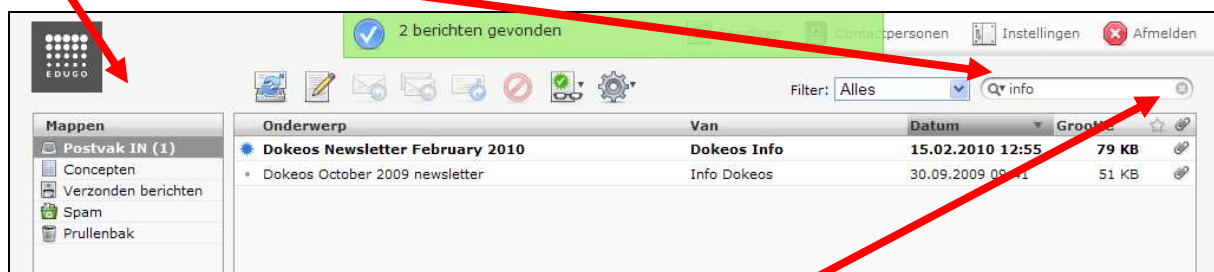 2 berichten gevonden
personen Instellingen Afmelden
EDUGO
Filter: Alles info
Mappen
Onderwerp Van Datum Grootte
Postvak IN (1)
Dokeos Newsletter February 2010 Dokeos Info 15.02.2010 12:55 79 KB
Concepten
Dokeos October 2009 newsletter Info Dokeos 30.09.2009 51 KB
Verzonden berichten
Spam
Prullenbak